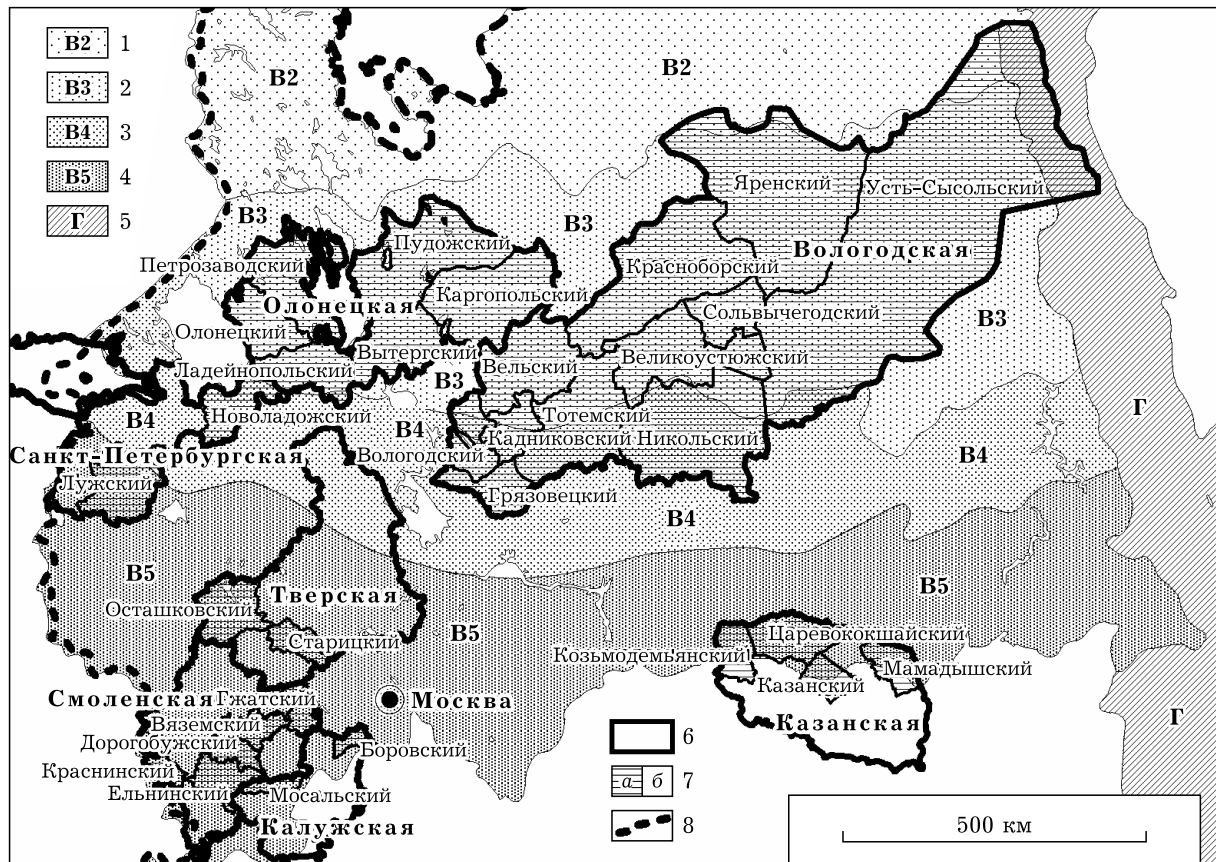 В2 1
В3 2
В4 3
В5 4
Г 5
В2
В2
Яренский
Усть-Сысольский
В3
В3
Пудожский
Вологодская
Петрозаводский
Красноборский
Каргопольский
Олонецкая
Сольвычегодский
В3
Олонецкий
Вытергский
Великоустюжский
Вельский
Ладейнопольский
В3
Новоладожский
Тотемский
Г
В4
В4
Кадниковский
Никольский
Санкт-Петербургская
Вологодский
В4
Лужский
Грязовецкий
В4
В5
В5
Тверская
Осташковский
В5
Старицкий
Царевококшайский
Козьмодемьянский
Мамадышский
Казанский
Смоленская
Гжатский
Москва
Казанская
Г
Вяземский
Дорогобужский
Боровский
Краснинский
Ельнинский
Мосальский
Калужская
6
а б 7
8
500 км